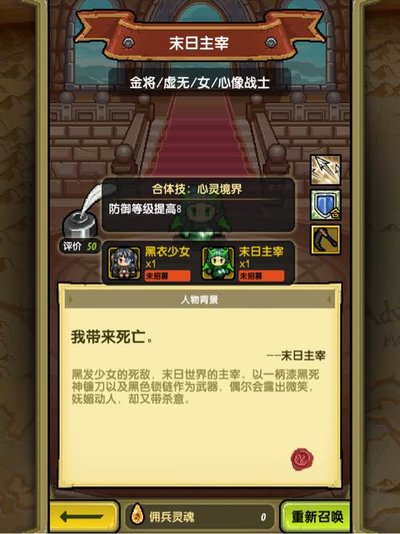 末日主宰
金将/虚无/女/心像战士
合体技：心灵境界
防御等级提高8
评价 50
黑衣少女
x1
未招募
末日主宰
x1
未招募
人物背景
我带来死亡。
--末日主宰
黑发少女的死敌，末日世界的主宰。以一柄漆黑死
神镰刀以及黑色锁链作为武器，偶尔会露出微笑，
妩媚动人，却又带杀意。
佣兵灵魂
0
重新召唤